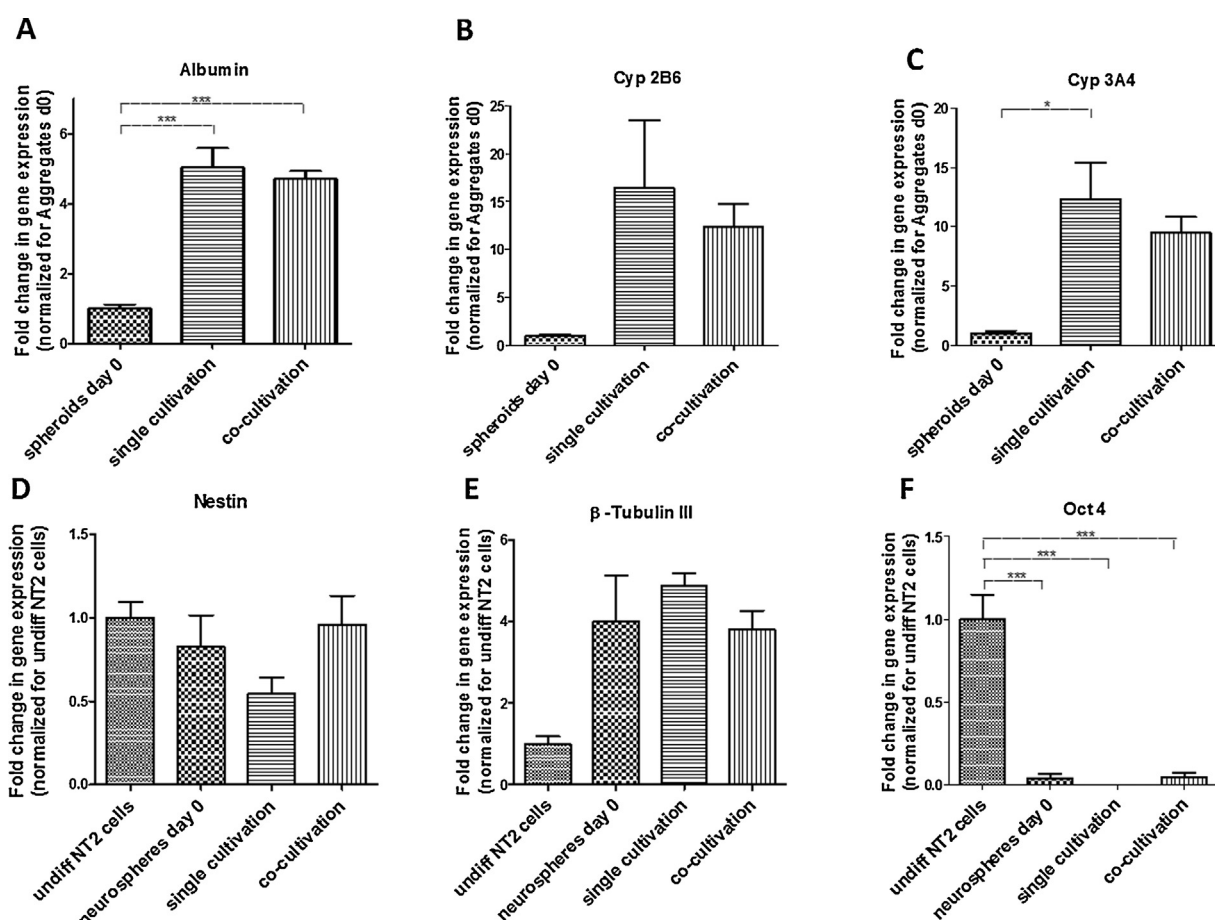 A
Albumin
Fold change in gene expression
(normalized for Aggregates d0)
6
4
2
0
***
***
spheroids day 0
single cultivation
co-cultivation
B
Cyp 2B6
Fold change in gene expression
(normalized for Aggregates d0)
25
20
15
10
5
0
spheroids day 0
single cultivation
co-cultivation
C
Cyp 3A4
Fold change in gene expression
(normalized for Aggregates d0)
20
15
10
5
0
*
spheroids day 0
single cultivation
co-cultivation
D
Nestin
Fold change in gene expression
(normalized for undiff NT2 cells)
1.5
1.0
0.5
0.0
undiff NT2 cells
neurospheres day 0
single cultivation
co-cultivation
E
β -Tubulin III
Fold change in gene expression
(normalized for undiff NT2 cells)
6
4
2
0
undiff NT2 cells
neurospheres day 0
single cultivation
co-cultivation
F
Oct 4
Fold change in gene expression
(normalized for undiff NT2 cells)
1.5
1.0
0.5
0.0
***
***
***
undiff NT2 cells
neurospheres day 0
single cultivation
co-cultivation